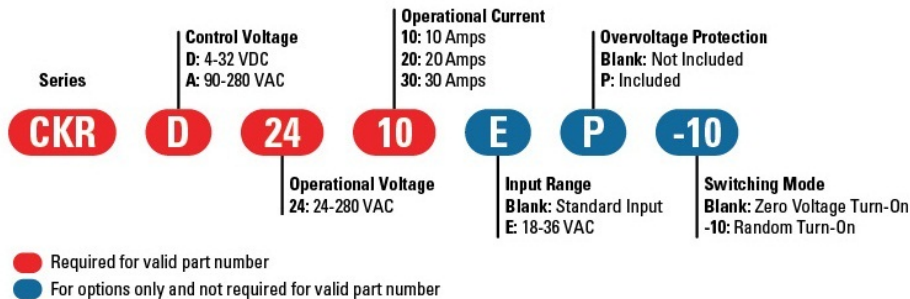 Series
Control Voltage
D: 4-32 VDC
A: 90-280 VAC
Operational Current
10: 10 Amps
20: 20 Amps
30: 30 Amps
Overvoltage Protection
Blank: Not Included
P: Included
CKR D 24 10 E P -10
Operational Voltage
24: 24-280 VAC
Input Range
Blank: Standard Input
E: 18-36 VAC
Switching Mode
Blank: Zero Voltage Turn-On
-10: Random Turn-On
Required for valid part number
For options only and not required for valid part number